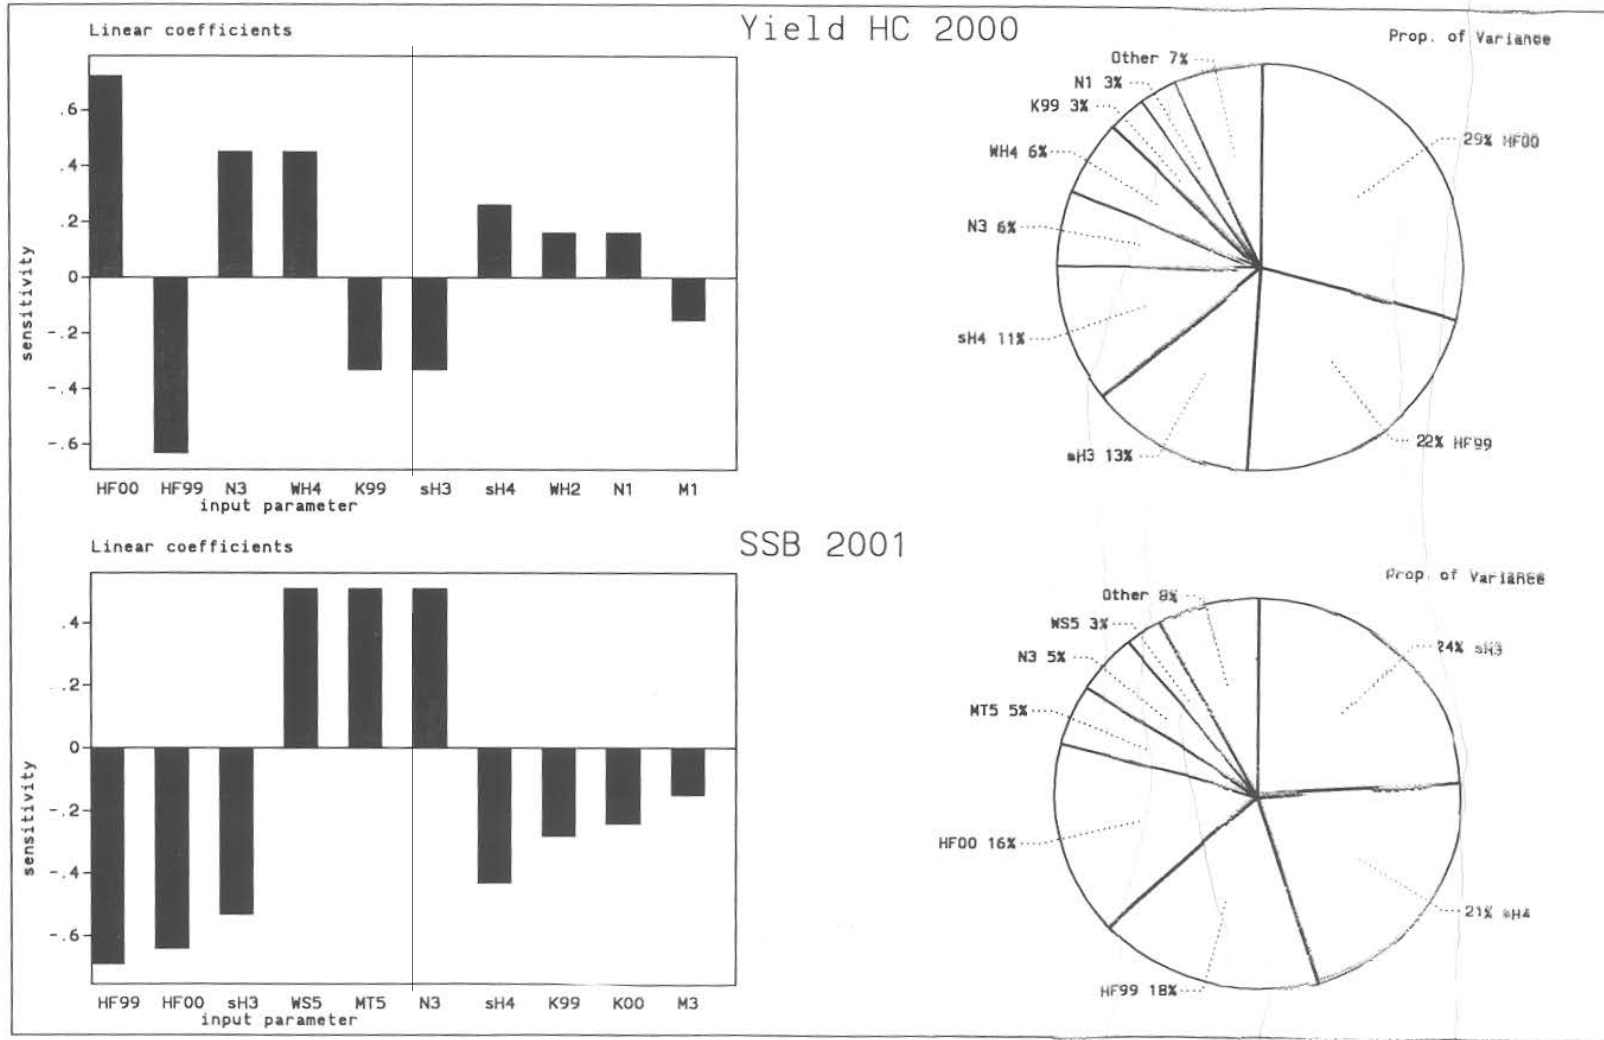 Yield HC 2000
Linear coefficients
.6
.4
.2
0
-.2
-.4
-.6
sensitivity
HF00 HF99 N3 WH4 K99 sH3 sH4 WH2 N1 M1
input parameter
Prop. of Variance
Other 7%
N1 3%
K99 3%
WH4 6%
N3 6%
sH4 11%
sH3 13%
29% HF00
22% HF99
SSB 2001
Linear coefficients
.4
.2
0
-.2
-.4
-.6
sensitivity
HF99 HF00 sH3 WS5 MT5 N3 sH4 K99 K00 M3
input parameter
Prop. of Variance
Other 8%
WS5 3%
N3 5%
MT5 5%
HF00 16%
HF99 18%
24% sH3
21% sH4